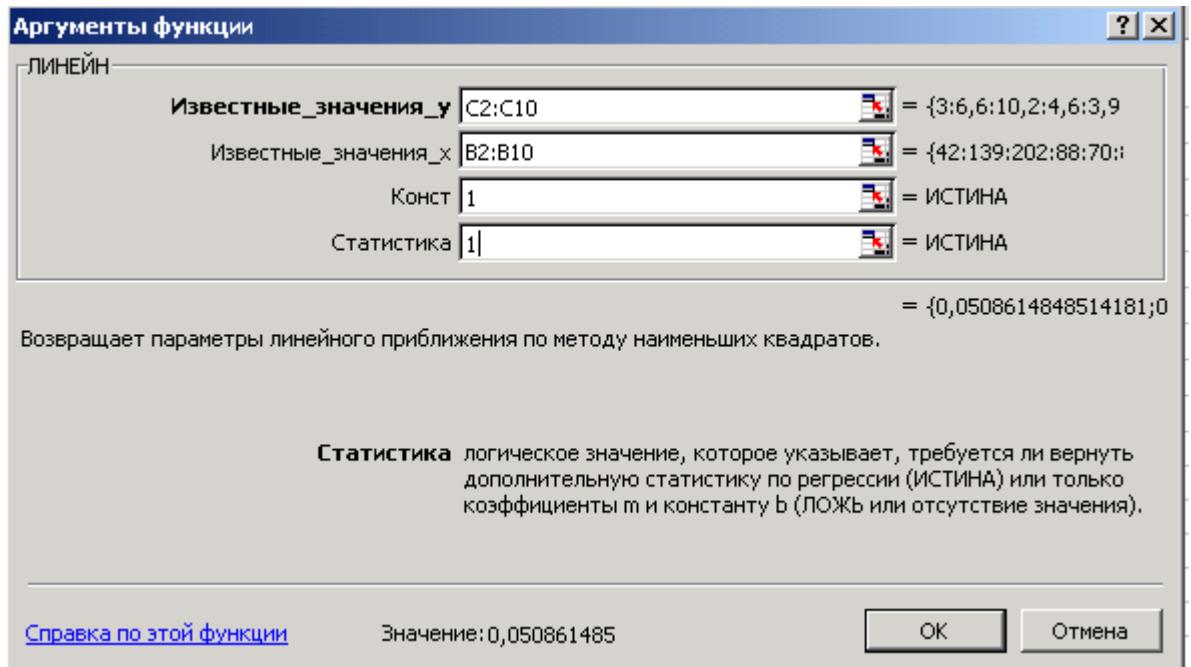 Аргументы функции
ЛИНЕЙН
Известные_значения_y C2:C10 = {3:6,6:10,2:4,6:3,9
Известные_значения_x B2:B10 = {42:139:202:88:70:
Конст 1 = ИСТИНА
Статистика 1 = ИСТИНА
= {0,0508614848514181;0
Возвращает параметры линейного приближения по методу наименьших квадратов.
Статистика логическое значение, которое указывает, требуется ли вернуть
дополнительную статистику по регрессии (ИСТИНА) или только
коэффициенты m и константу b (ЛОЖЬ или отсутствие значения).
Справка по этой функции Значение: 0,050861485 OK Отмена